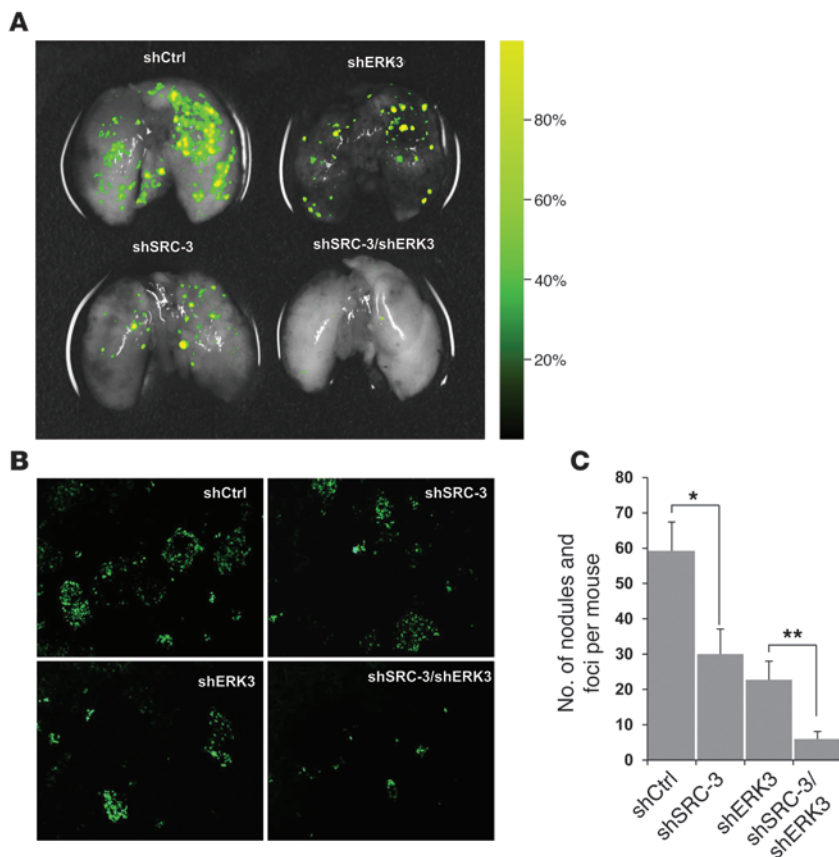 A
shCtrl
shERK3
shSRC-3
shSRC-3/shERK3
80%
60%
40%
20%
B
shCtrl
shSRC-3
shERK3
shSRC-3/shERK3
C
No. of nodules and
foci per mouse
80
70
60
50
40
30
20
10
0
*
**
shCtrl
shSRC-3
shERK3
shSRC-3/
shERK3